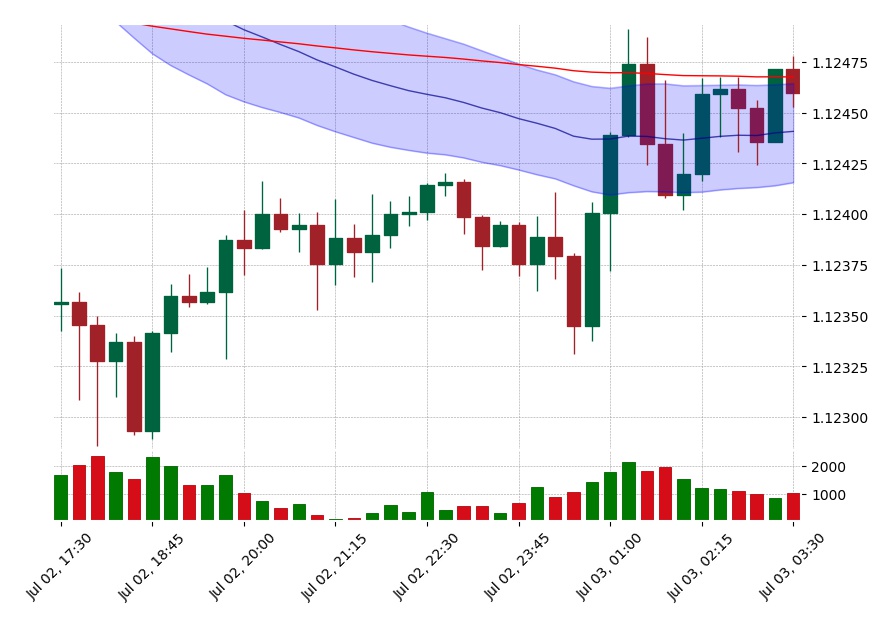 1.12475
1.12450
1.12425
1.12400
1.12375
1.12350
1.12325
1.12300
2000
1000
Jul 02, 17:30
Jul 02, 18:45
Jul 02, 20:00
Jul 02, 21:15
Jul 02, 22:30
Jul 02, 23:45
Jul 03, 01:00
Jul 03, 02:15
Jul 03, 03:30